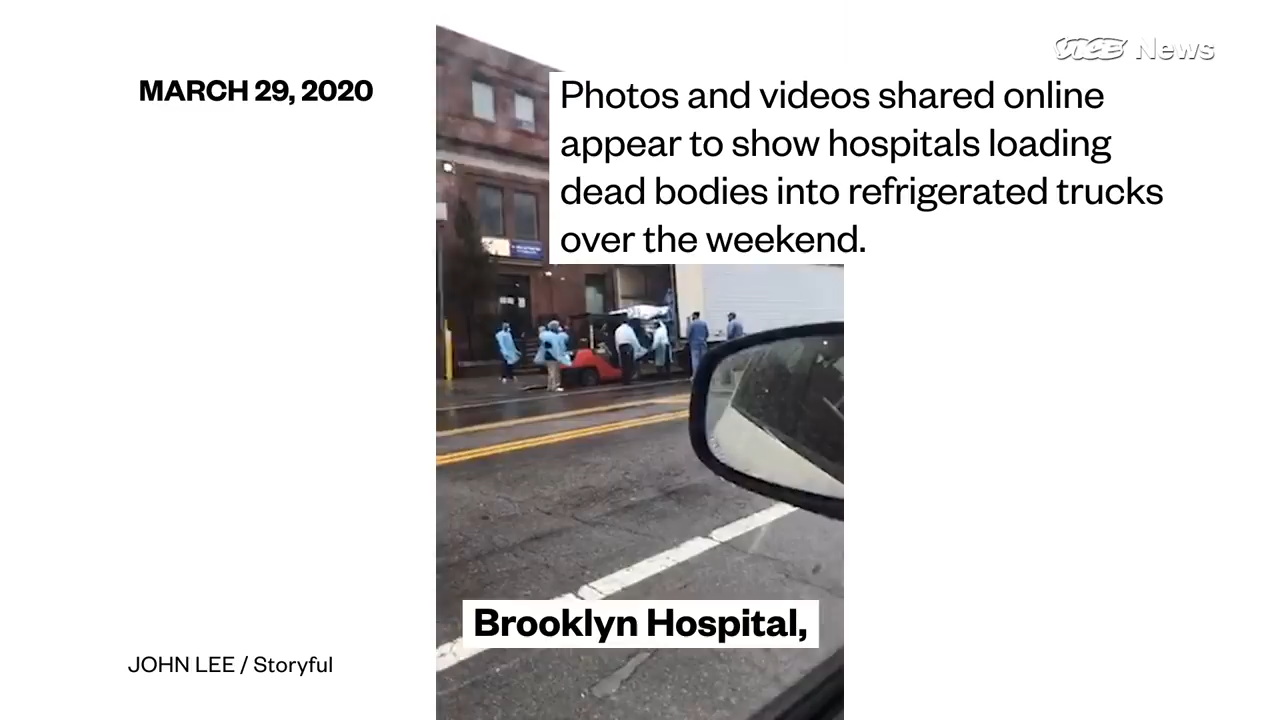 VICE News
MARCH 29, 2020
Photos and videos shared online
appear to show hospitals loading
dead bodies into refrigerated trucks
over the weekend.
Brooklyn Hospital,
JOHN LEE / Storyful